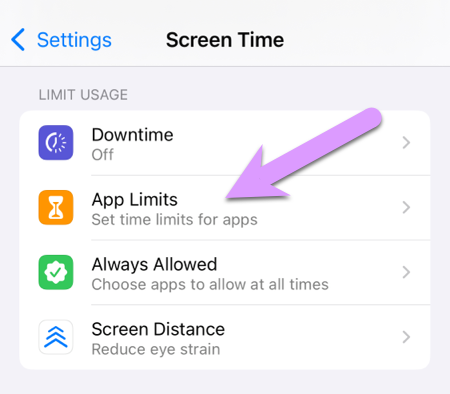 Settings
Screen Time
LIMIT USAGE
Downtime
Off
App Limits
Set time limits for apps
Always Allowed
Choose apps to allow at all times
Screen Distance
Reduce eye strain